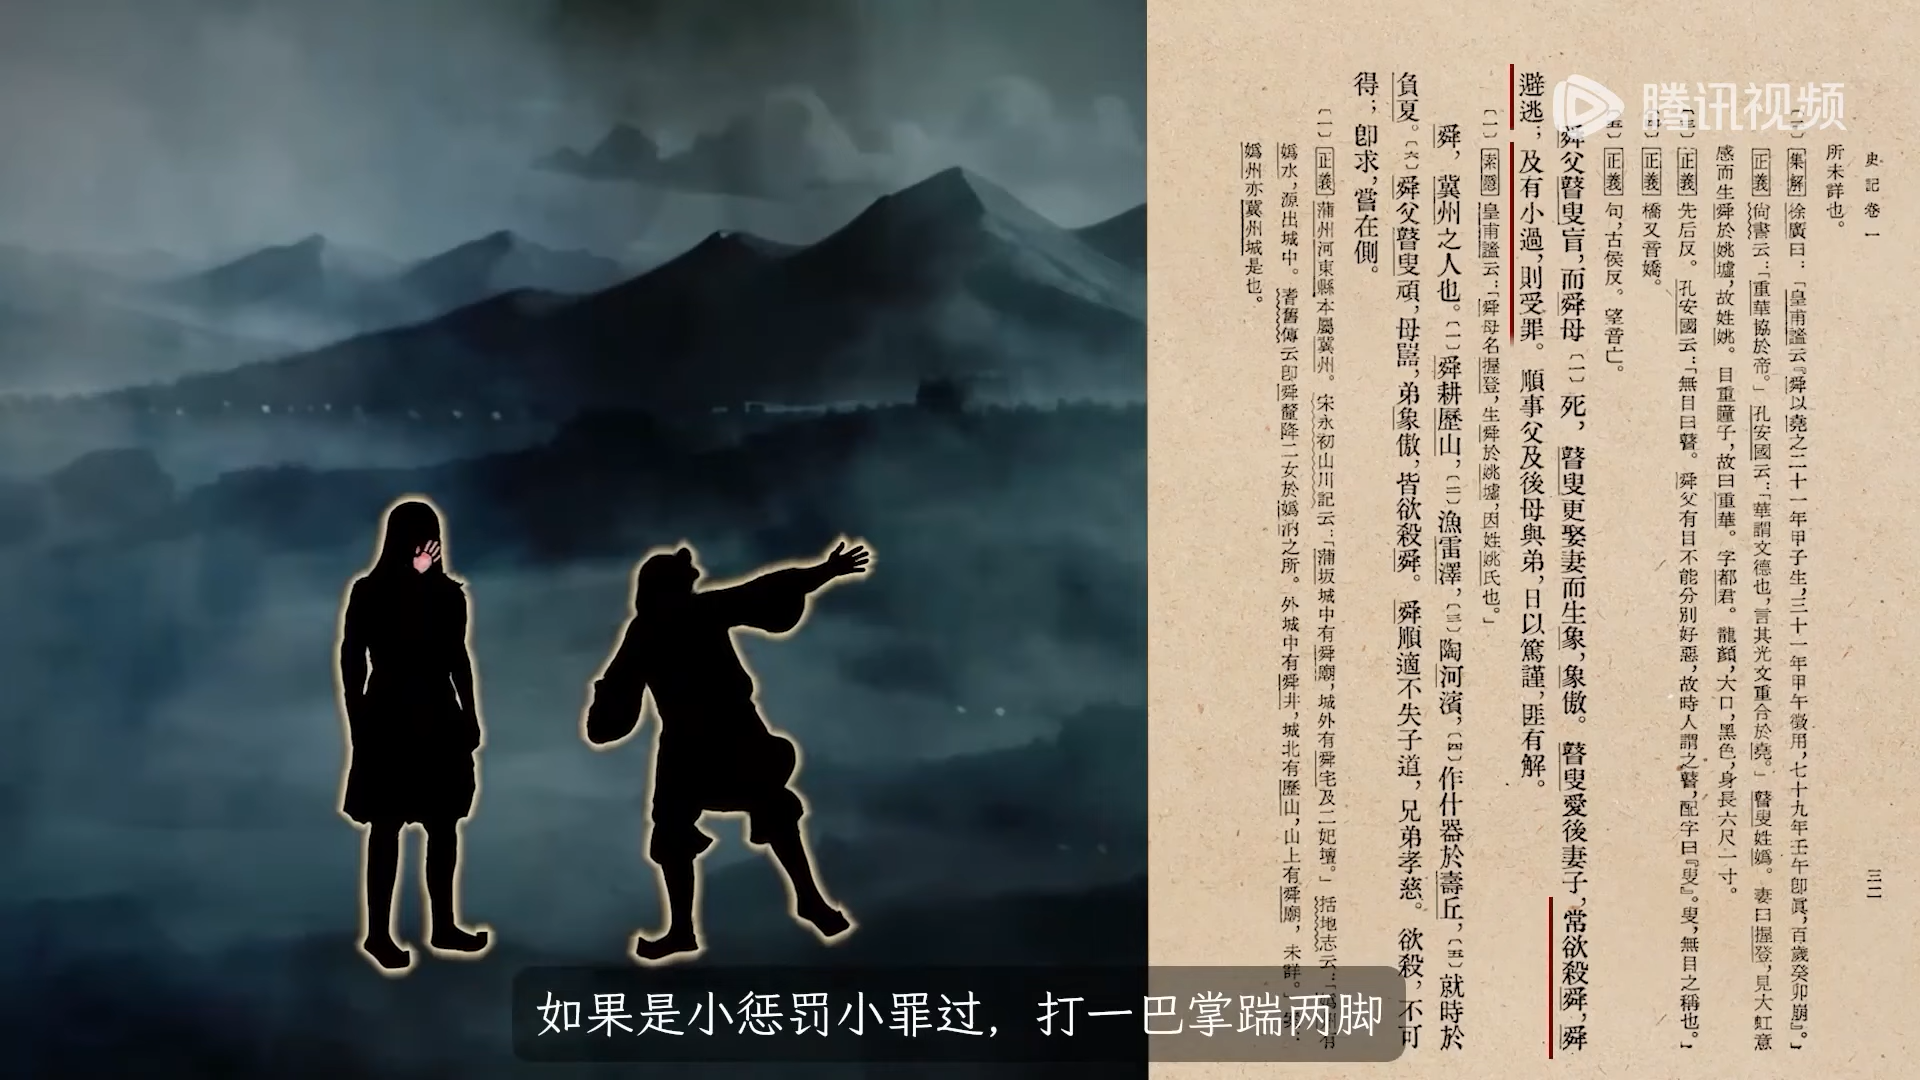 腾讯视频
史記卷一
三二
所未詳也。
〔二〕集解徐廣曰：「皇甫謐云『舜以堯之二十一年甲子生，三十一年甲午徵用，七十九年壬午卽眞，百歲癸卯崩』。」
正義尙書云：「重華協於帝。」孔安國云：「華謂文德也，言其光文重合於堯。」瞽叟姓媯。妻曰握登，見大虹意
感而生舜於姚墟，故姓姚。目重瞳子，故曰重華。字都君。龍顏，大口，黑色，身長六尺一寸。
〔三〕正義先后反。孔安國云：「無目曰瞽。舜父有目不能分別好惡，故時人謂之瞽，配字曰『叟』。叟，無目之稱也。」
〔四〕正義橋又音嬌。
〔五〕正義句，古侯反。望音亡。
舜父瞽叟盲，而舜母〔一〕死，瞽叟更娶妻而生象，象傲。瞽叟愛後妻子，常欲殺舜，舜
避逃；及有小過，則受罪。順事父及後母與弟，日以篤謹，匪有解。
〔一〕索隱皇甫謐云：「舜母名握登，生舜於姚墟，因姓姚氏也。」
舜，冀州之人也。〔一〕舜耕歷山，〔二〕漁雷澤，〔三〕陶河濱，〔四〕作什器於壽丘，〔五〕就時於
負夏。〔六〕舜父瞽叟頑，母嚚，弟象傲，皆欲殺舜。舜順適不失子道，兄弟孝慈。欲殺，不可
得；卽求，嘗在側。
〔一〕正義蒲州河東縣本屬冀州。宋永初山川記云：「蒲坂城中有舜廟，城外有舜宅及二妃壇。」括地志云：「媯州有
媯水，源出城中。耆舊傳云卽舜釐降二女於媯汭之所。外城中有舜井，城北有歷山，山上有舜廟，未詳。」
媯州亦冀州城是也。
如果是小惩罚小罪过，打一巴掌踹两脚